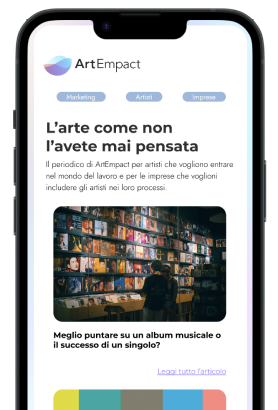 ArtEmpact
Marketing
Artisti
Imprese
L'arte come non
l'avete mai pensata
Il periodico di ArtEmpact per artisti che vogliono entrare
nel mondo del lavoro e per le imprese che voglioni
includere gli artisti nei loro processi.
Meglio puntare su un album musicale o
il successo di un singolo?
Leggi tutto l'articolo